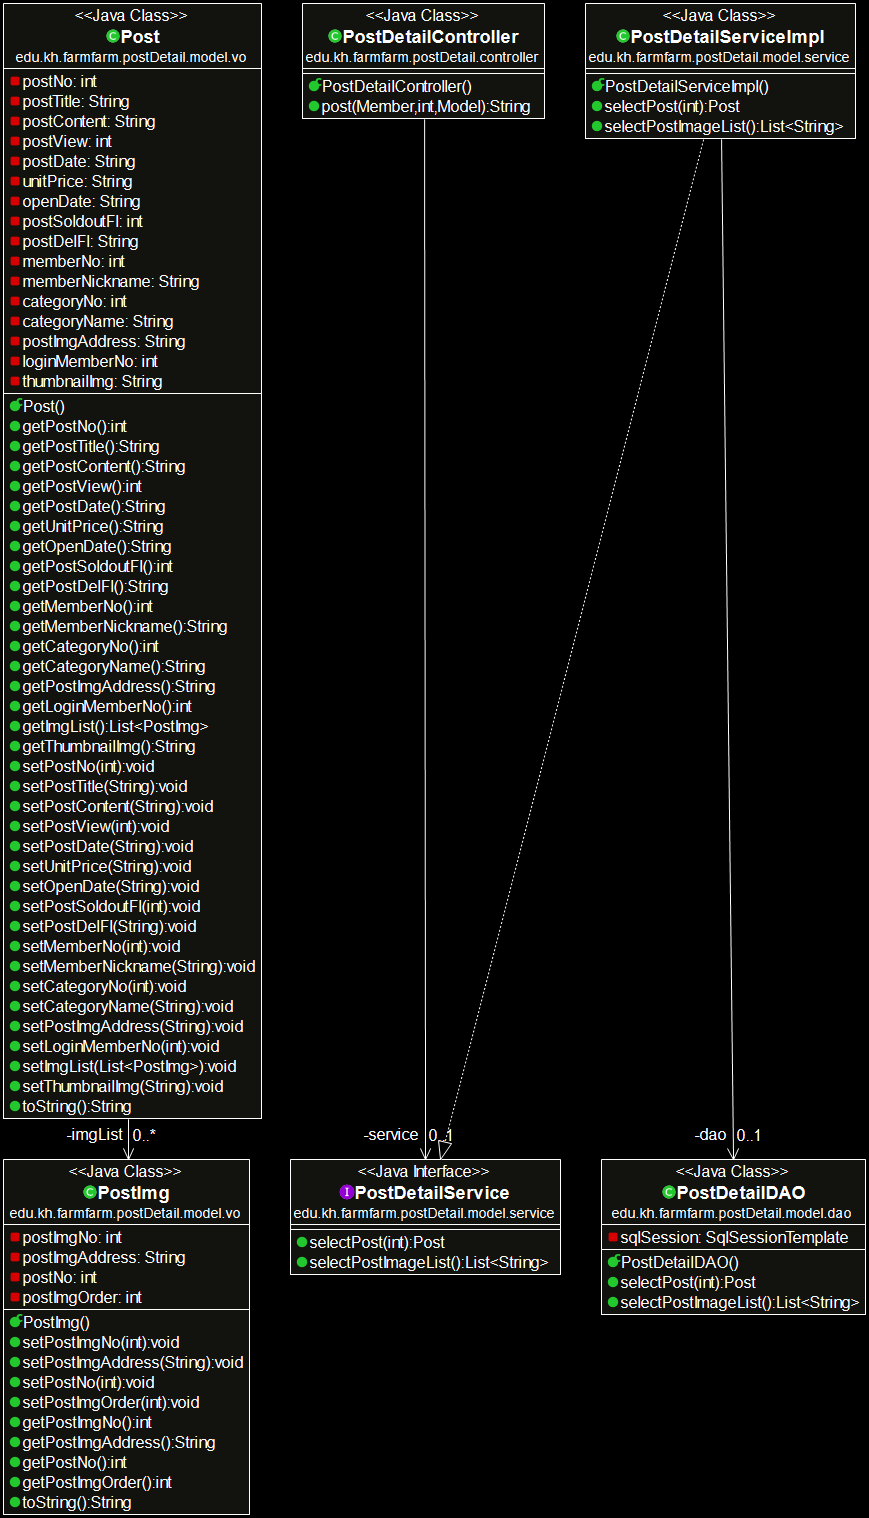 <<Java Class>>
Post
edu.kh.farmfarm.postDetail.model.vo
postNo: int
postTitle: String
postContent: String
postView: int
postDate: String
unitPrice: String
openDate: String
postSoldoutFl: int
postDelFl: String
memberNo: int
memberNickname: String
categoryNo: int
categoryName: String
postImgAddress: String
loginMemberNo: int
thumbnailImg: String
Post()
getPostNo():int
getPostTitle():String
getPostContent():String
getPostView():int
getPostDate():String
getUnitPrice():String
getOpenDate():String
getPostSoldoutFl():int
getPostDelFl():String
getMemberNo():int
getMemberNickname():String
getCategoryNo():int
getCategoryName():String
getPostImgAddress():String
getLoginMemberNo():int
getImgList():List<PostImg>
getThumbnailImg():String
setPostNo(int):void
setPostTitle(String):void
setPostContent(String):void
setPostView(int):void
setPostDate(String):void
setUnitPrice(String):void
setOpenDate(String):void
setPostSoldoutFl(int):void
setPostDelFl(String):void
setMemberNo(int):void
setMemberNickname(String):void
setCategoryNo(int):void
setCategoryName(String):void
setPostImgAddress(String):void
setLoginMemberNo(int):void
setImgList(List<PostImg>):void
setThumbnailImg(String):void
toString():String
<<Java Class>>
PostDetailController
edu.kh.farmfarm.postDetail.controller
PostDetailController()
post(Member,int,Model):String
<<Java Class>>
PostDetailServiceImpl
edu.kh.farmfarm.postDetail.model.service
PostDetailServiceImpl()
selectPost(int):Post
selectPostImageList():List<String>
-imgList 0..*
-service 0..1
-dao 0..1
<<Java Class>>
PostImg
edu.kh.farmfarm.postDetail.model.vo
postImgNo: int
postImgAddress: String
postNo: int
postImgOrder: int
PostImg()
setPostImgNo(int):void
setPostImgAddress(String):void
setPostNo(int):void
setPostImgOrder(int):void
getPostImgNo():int
getPostImgAddress():String
getPostNo():int
getPostImgOrder():int
toString():String
<<Java Interface>>
PostDetailService
edu.kh.farmfarm.postDetail.model.service
selectPost(int):Post
selectPostImageList():List<String>
<<Java Class>>
PostDetailDAO
edu.kh.farmfarm.postDetail.model.dao
sqlSession: SqlSessionTemplate
PostDetailDAO()
selectPost(int):Post
selectPostImageList():List<String>